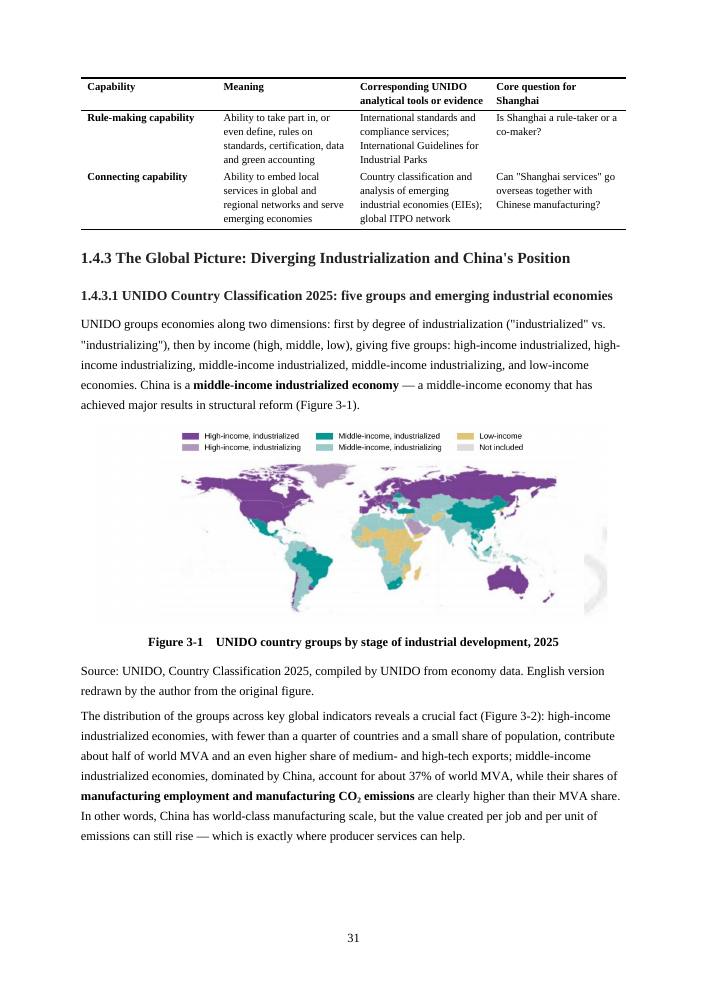 Capability Meaning Corresponding UNIDO analytical tools or evidence Core question for Shanghai
Rule-making capability Ability to take part in, or even define, rules on standards, certification, data and green accounting International standards and compliance services; International Guidelines for Industrial Parks Is Shanghai a rule-taker or a co-maker?
Connecting capability Ability to embed local services in global and regional networks and serve emerging economies Country classification and analysis of emerging industrial economies (EIEs); global ITPO network Can "Shanghai services" go overseas together with Chinese manufacturing?
1.4.3 The Global Picture: Diverging Industrialization and China's Position
1.4.3.1 UNIDO Country Classification 2025: five groups and emerging industrial economies
UNIDO groups economies along two dimensions: first by degree of industrialization ("industrialized" vs.
"industrializing"), then by income (high, middle, low), giving five groups: high-income industrialized, high-
income industrializing, middle-income industrialized, middle-income industrializing, and low-income
economies. China is a middle-income industrialized economy — a middle-income economy that has
achieved major results in structural reform (Figure 3-1).
High-income, industrialized Middle-income, industrialized Low-income
High-income, industrializing Middle-income, industrializing Not included
Figure 3-1 UNIDO country groups by stage of industrial development, 2025
Source: UNIDO, Country Classification 2025, compiled by UNIDO from economy data. English version
redrawn by the author from the original figure.
The distribution of the groups across key global indicators reveals a crucial fact (Figure 3-2): high-income
industrialized economies, with fewer than a quarter of countries and a small share of population, contribute
about half of world MVA and an even higher share of medium- and high-tech exports; middle-income
industrialized economies, dominated by China, account for about 37% of world MVA, while their shares of
manufacturing employment and manufacturing CO₂ emissions are clearly higher than their MVA share.
In other words, China has world-class manufacturing scale, but the value created per job and per unit of
emissions can still rise — which is exactly where producer services can help.
31